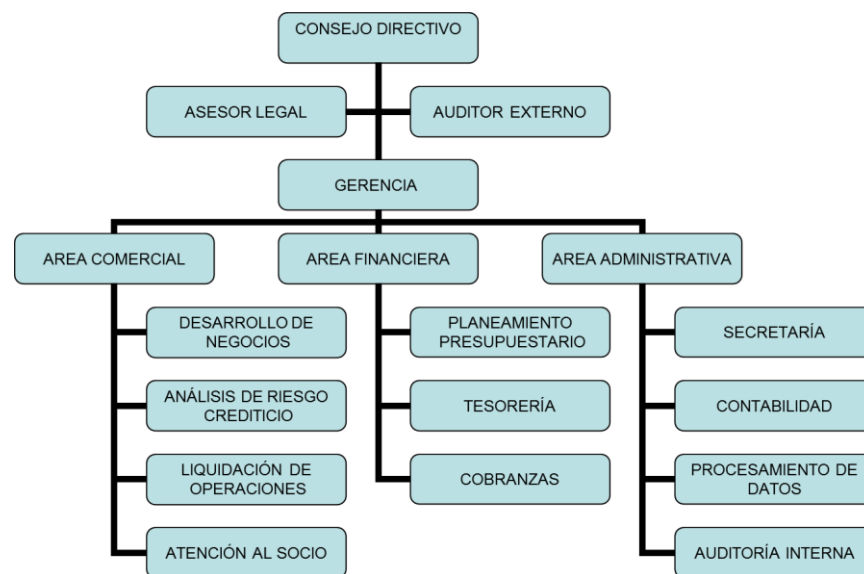 CONSEJO DIRECTIVO
ASESOR LEGAL
AUDITOR EXTERNO
GERENCIA
AREA COMERCIAL
AREA FINANCIERA
AREA ADMINISTRATIVA
DESARROLLO DE
NEGOCIOS
PLANEAMIENTO
PRESUPUESTARIO
SECRETARÍA
ANÁLISIS DE RIESGO
CREDITICIO
TESORERÍA
CONTABILIDAD
LIQUIDACIÓN DE
OPERACIONES
COBRANZAS
PROCESAMIENTO DE
DATOS
ATENCIÓN AL SOCIO
AUDITORÍA INTERNA